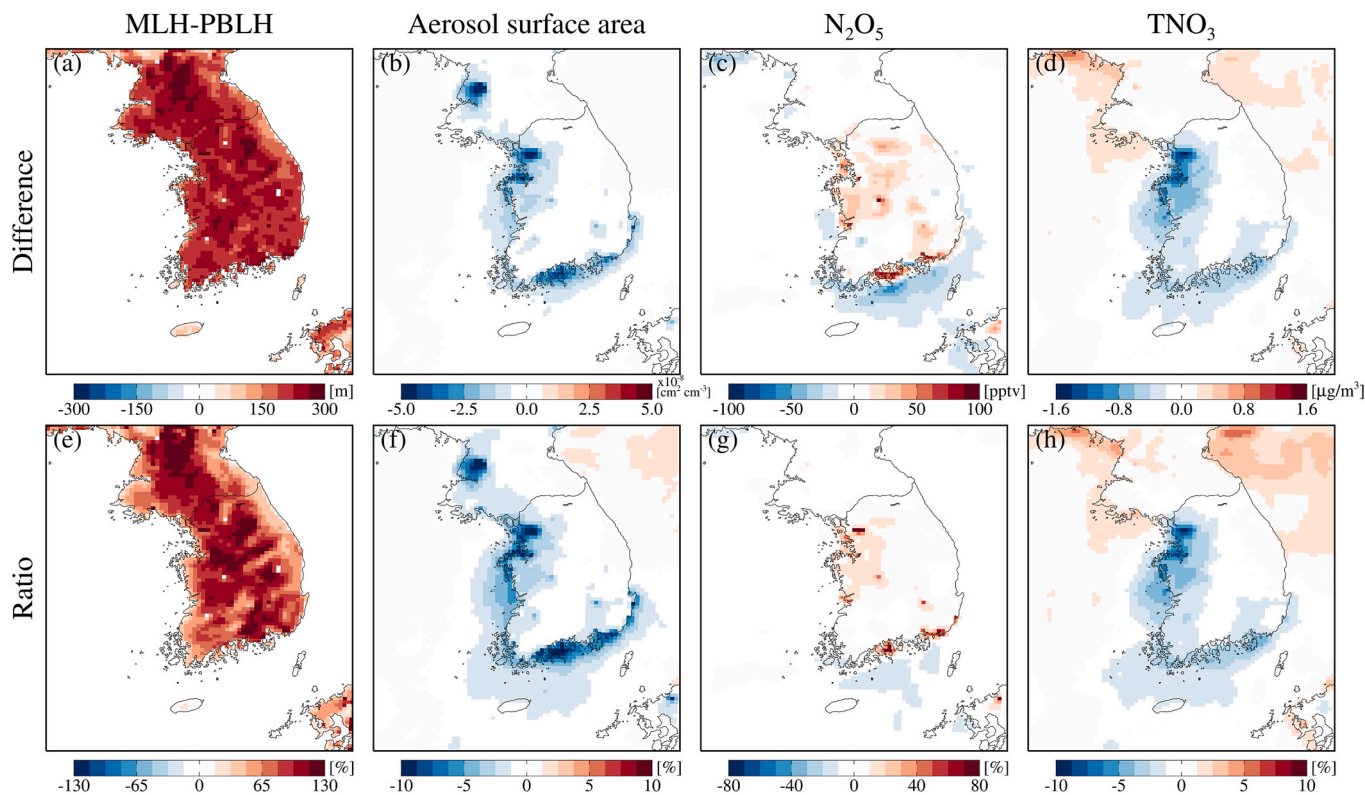 MLH-PBLH Aerosol surface area N₂O₅ TNO₃
Difference
(a) (b) (c) (d)
[m] x10⁻⁸ [cm² cm⁻³] [pptv] [μg/m³]
-300 -150 0 150 300 -5.0 -2.5 0.0 2.5 5.0 -100 -50 0 50 100 -1.6 -0.8 0.0 0.8 1.6
Ratio
(e) (f) (g) (h)
[%] [%] [%] [%]
-130 -65 0 65 130 -10 -5 0 5 10 -80 -40 0 40 80 -10 -5 0 5 10